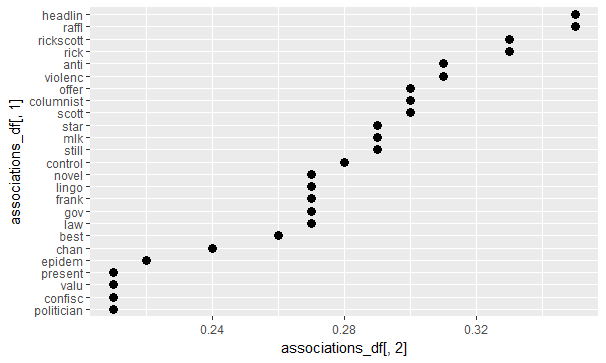 headlin
raffl
rickscott
rick
anti
violenc
offer
columnist
scott
star
mlk
still
control
novel
lingo
frank
gov
law
best
chan
epidem
present
valu
confisc
politician
associations_df[, 1]
0.24 0.28 0.32
associations_df[, 2]